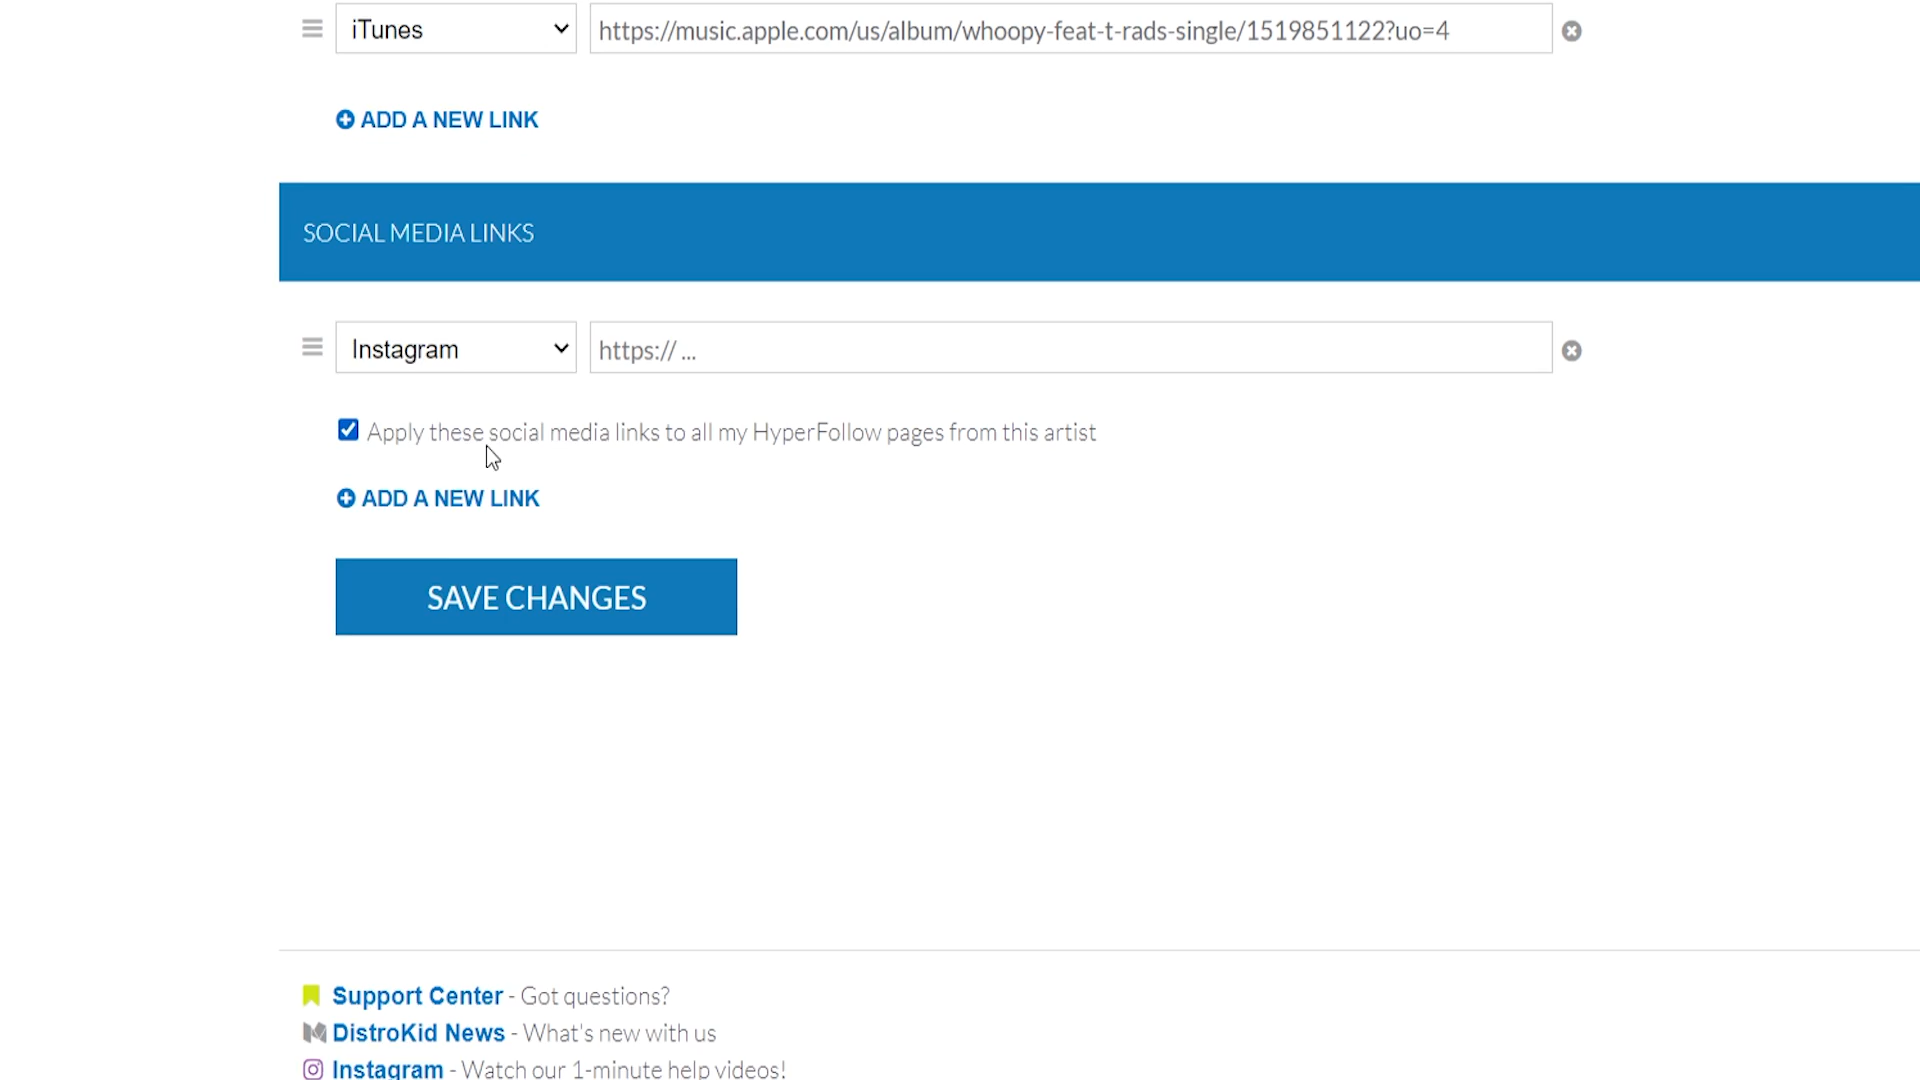 iTunes
https://music.apple.com/us/album/whoopy-feat-t-rads-single/1519851122?uo=4
ADD A NEW LINK
SOCIAL MEDIA LINKS
Instagram
https:// ...
Apply these social media links to all my HyperFollow pages from this artist
ADD A NEW LINK
SAVE CHANGES
Support Center - Got questions?
DistroKid News - What's new with us
Instagram - Watch our 1-minute help videos!